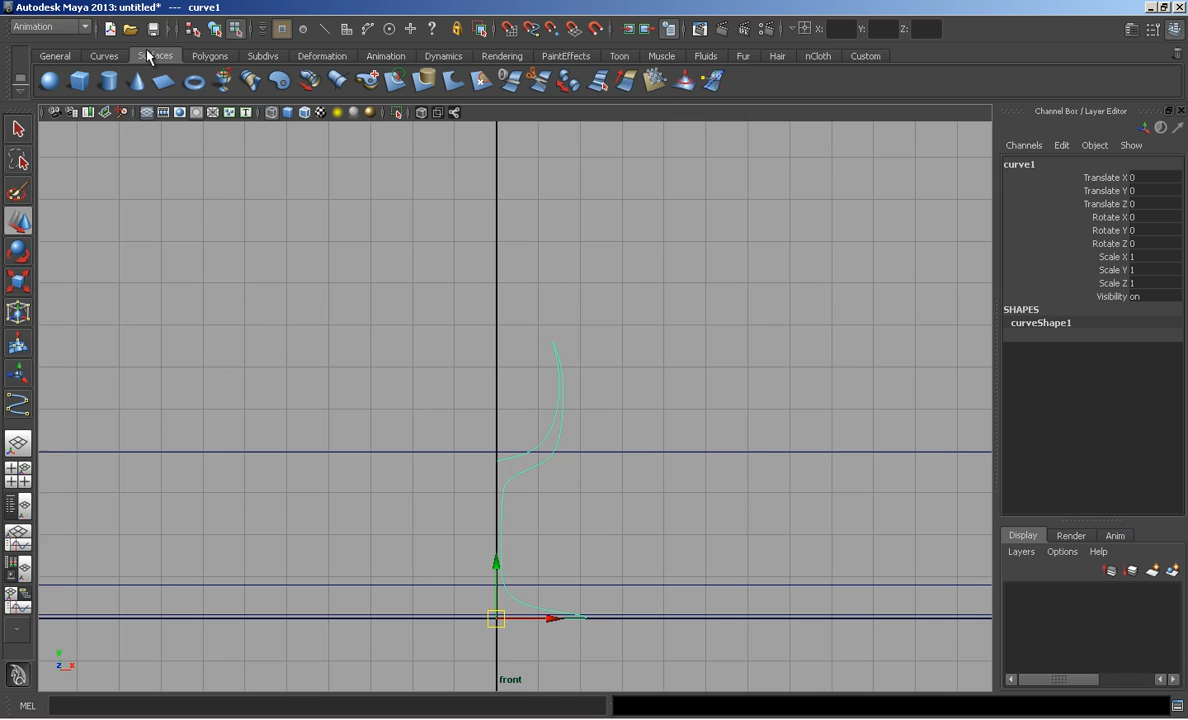 Autodesk Maya 2013: untitled* --- curve1
Animation X: Y: Z:
General Curves Surfaces Polygons Subdivs Deformation Animation Dynamics Rendering PaintEffects Toon Muscle Fluids Fur Hair nCloth Custom
Channel Box / Layer Editor
Channels Edit Object Show
curve1
Translate X 0
Translate Y 0
Translate Z 0
Rotate X 0
Rotate Y 0
Rotate Z 0
Scale X 1
Scale Y 1
Scale Z 1
Visibility on
SHAPES
curveShape1
Display Render Anim
Layers Options Help
y
z x
front
MEL